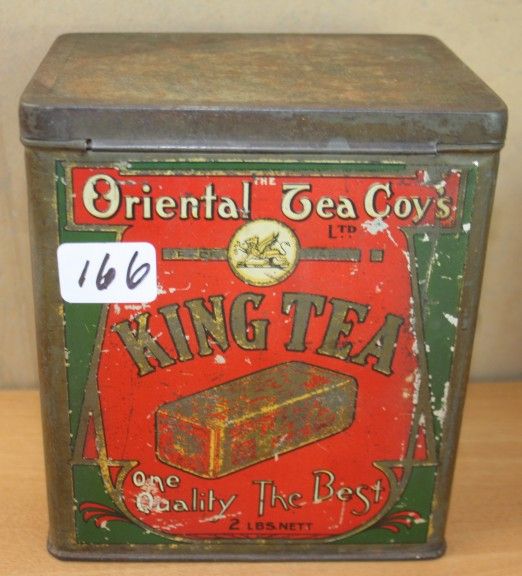 THE
Oriental Tea Coy's
LTD
166
KING TEA
One
Quality The Best
2 LBS. NETT